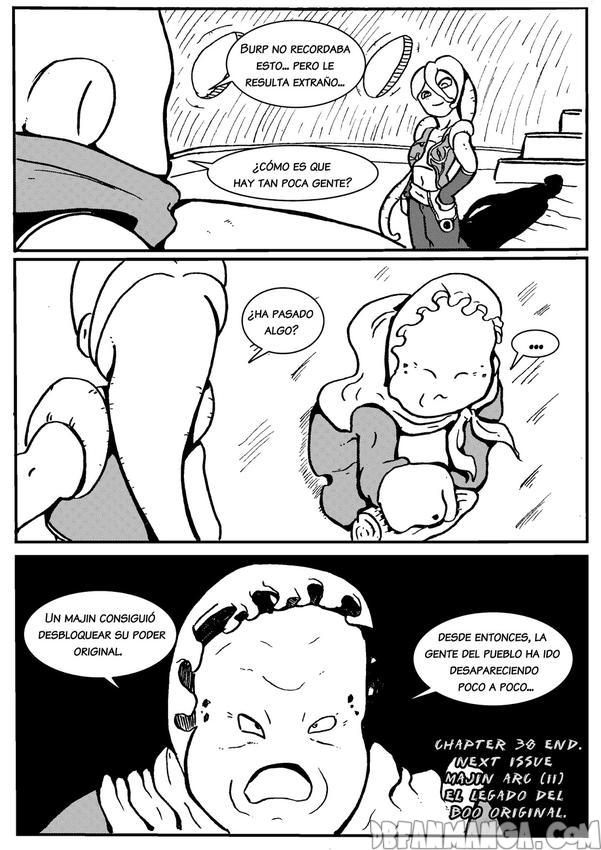 BURP NO RECORDABA
ESTO... PERO LE
RESULTA EXTRAÑO...
¿CÓMO ES QUE
HAY TAN POCA GENTE?
¿HA PASADO
ALGO?
...
UN MAJIN CONSIGUIÓ
DESBLOQUEAR SU PODER
ORIGINAL.
DESDE ENTONCES, LA
GENTE DEL PUEBLO HA IDO
DESAPARECIENDO
POCO A POCO...
CHAPTER 38 END.
NEXT ISSUE
MAJIN ARC (II)
EL LEGADO DEL
BOO ORIGINAL.
DBFANMANGA.COM